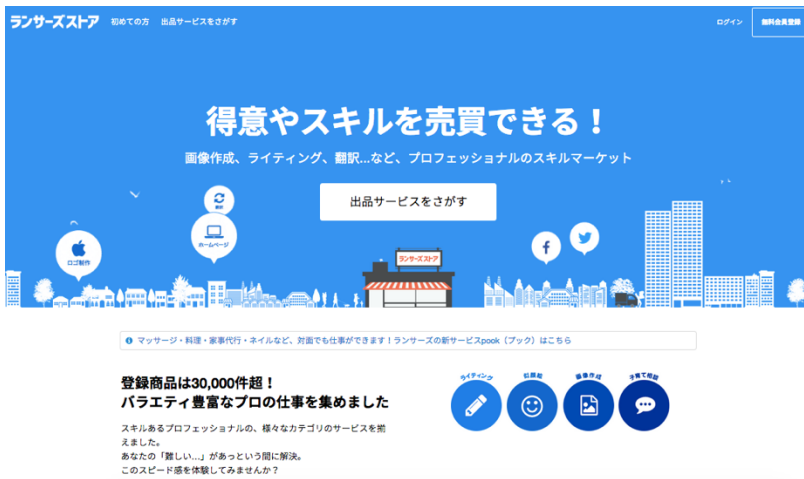 ランサーズストア 初めての方 出品サービスをさがす ログイン 無料会員登録
得意やスキルを売買できる！
画像作成、ライティング、翻訳...など、プロフェッショナルのスキルマーケット
出品サービスをさがす
翻訳
ホームページ
ロゴ制作
ランサーズストア
マッサージ・料理・家事代行・ネイルなど、対面でも仕事ができます！ランサーズの新サービスpook（プック）はこちら
登録商品は30,000件超！
バラエティ豊富なプロの仕事を集めました
ライティング 似顔絵 画像作成 子育て相談
スキルあるプロフェッショナルの、様々なカテゴリのサービスを揃
えました。
あなたの「難しい...」があっという間に解決。
このスピード感を体験してみませんか？